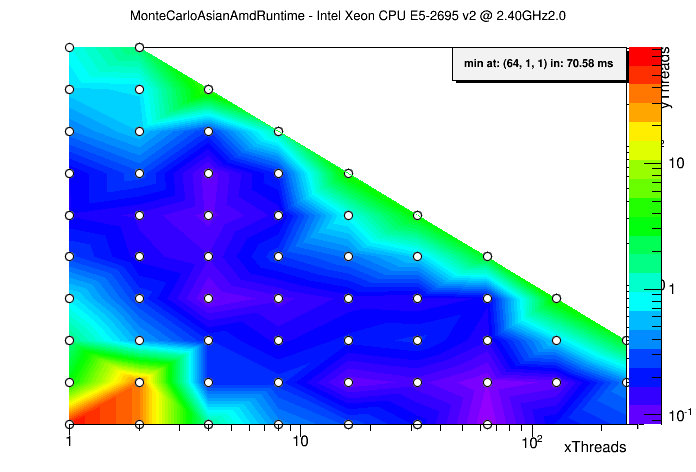 MonteCarloAsianAmdRuntime - Intel Xeon CPU E5-2695 v2 @ 2.40GHz2.0
min at: (64, 1, 1) in: 70.58 ms
yThreads
10
1
10⁻¹
1
10
10²
xThreads